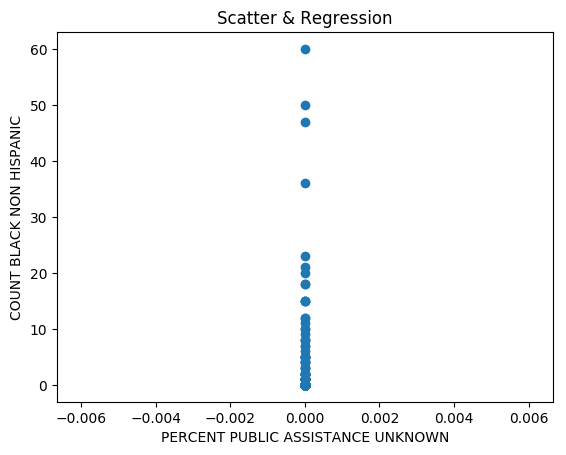 Scatter & Regression
60
50
40
30
20
10
0
COUNT BLACK NON HISPANIC
−0.006 −0.004 −0.002 0.000 0.002 0.004 0.006
PERCENT PUBLIC ASSISTANCE UNKNOWN